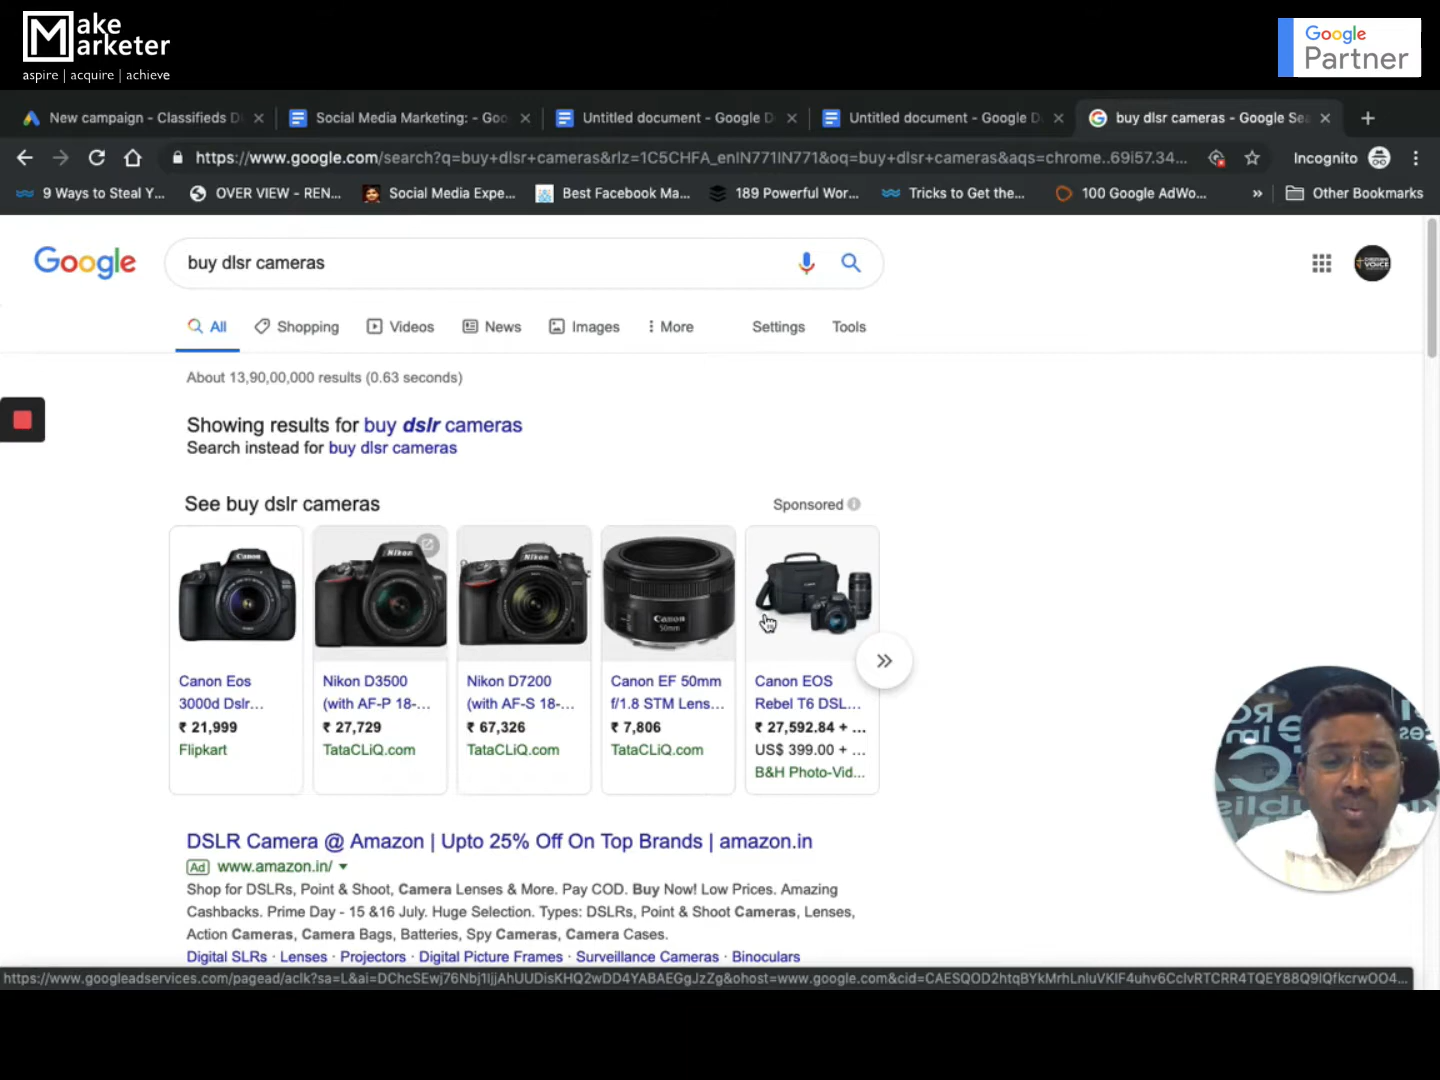 Make
Marketer
aspire | acquire | achieve
Google
Partner
New campaign - Classifieds D
Social Media Marketing: - Goo
Untitled document - Google D
Untitled document - Google D
buy dlsr cameras - Google Sea
https://www.google.com/search?q=buy+dlsr+cameras&rlz=1C5CHFA_enIN771IN771&oq=buy+dlsr+cameras&aqs=chrome..69i57.34...
Incognito
9 Ways to Steal Y...
OVER VIEW - REN...
Social Media Expe...
Best Facebook Ma...
189 Powerful Wor...
Tricks to Get the...
100 Google AdWo...
»
Other Bookmarks
Google
buy dlsr cameras
All
Shopping
Videos
News
Images
More
Settings
Tools
About 13,90,00,000 results (0.63 seconds)
Showing results for buy dslr cameras
Search instead for buy dlsr cameras
See buy dslr cameras
Sponsored
Canon Eos
3000d Dslr...
₹ 21,999
Flipkart
Nikon
Nikon D3500
(with AF-P 18-...
₹ 27,729
TataCLiQ.com
Nikon
Nikon D7200
(with AF-S 18-...
₹ 67,326
TataCLiQ.com
Canon
50mm
Canon EF 50mm
f/1.8 STM Lens...
₹ 7,806
TataCLiQ.com
Canon EOS
Rebel T6 DSL...
₹ 27,592.84 + ...
US$ 399.00 + ...
B&H Photo-Vid...
DSLR Camera @ Amazon | Upto 25% Off On Top Brands | amazon.in
Ad www.amazon.in/
Shop for DSLRs, Point & Shoot, Camera Lenses & More. Pay COD. Buy Now! Low Prices. Amazing
Cashbacks. Prime Day - 15 &16 July. Huge Selection. Types: DSLRs, Point & Shoot Cameras, Lenses,
Action Cameras, Camera Bags, Batteries, Spy Cameras, Camera Cases.
Digital SLRs · Lenses · Projectors · Digital Picture Frames · Surveillance Cameras · Binoculars